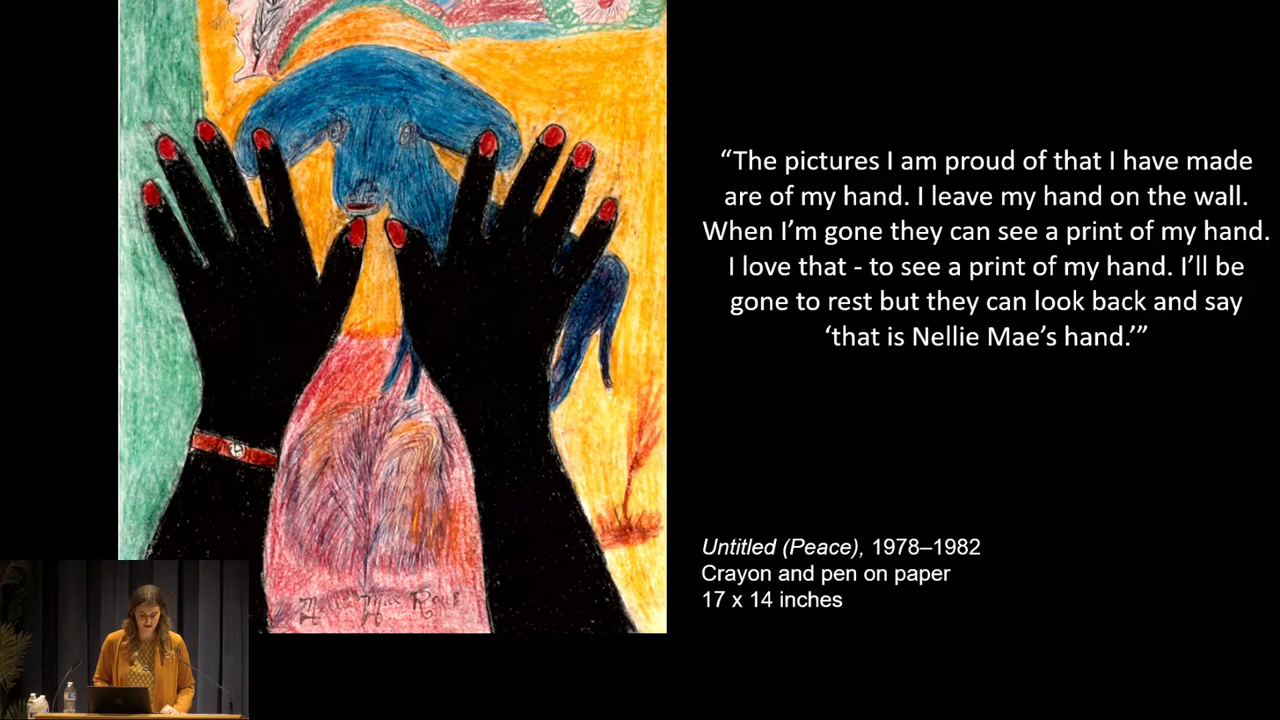 “The pictures I am proud of that I have made
are of my hand. I leave my hand on the wall.
When I’m gone they can see a print of my hand.
I love that - to see a print of my hand. I’ll be
gone to rest but they can look back and say
‘that is Nellie Mae’s hand.’”
Untitled (Peace), 1978–1982
Crayon and pen on paper
17 x 14 inches
Nellie Mae Rowe